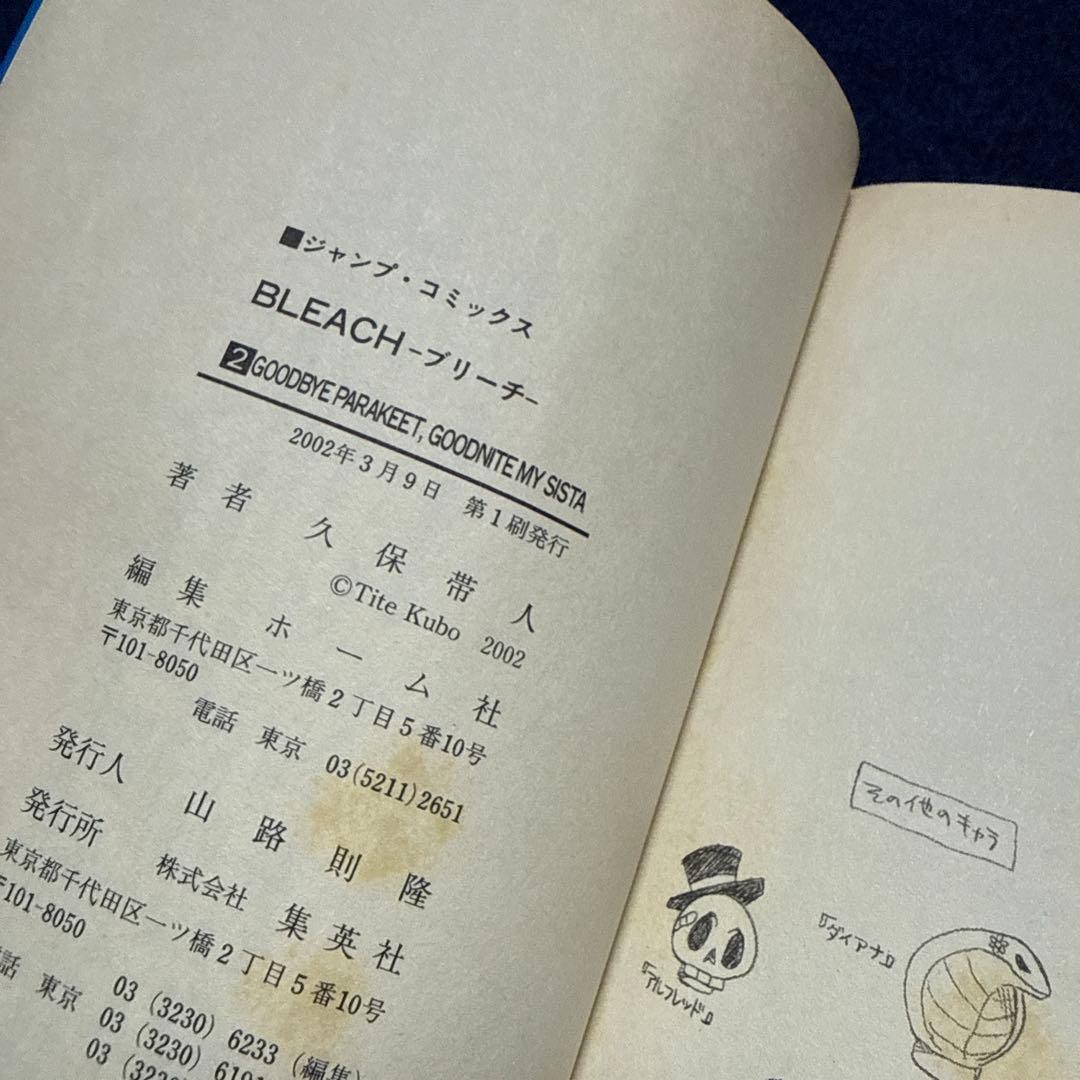 ■ジャンプ・コミックス
BLEACH-ブリーチ-
2 GOODBYE PARAKEET, GOODNITE MY SISTA
2002年3月9日 第1刷発行
著者 久保帯人
©Tite Kubo 2002
編集 ホーム社
東京都千代田区一ツ橋2丁目5番10号
〒101-8050
電話 東京 03(5211)2651
発行人 山路則隆
発行所 株式会社 集英社
東京都千代田区一ツ橋2丁目5番10号
〒101-8050
東京 03(3230)6233(編集)
03(3230)
03
その他のキャラ
『アルフレッド』
『ダイアナ』